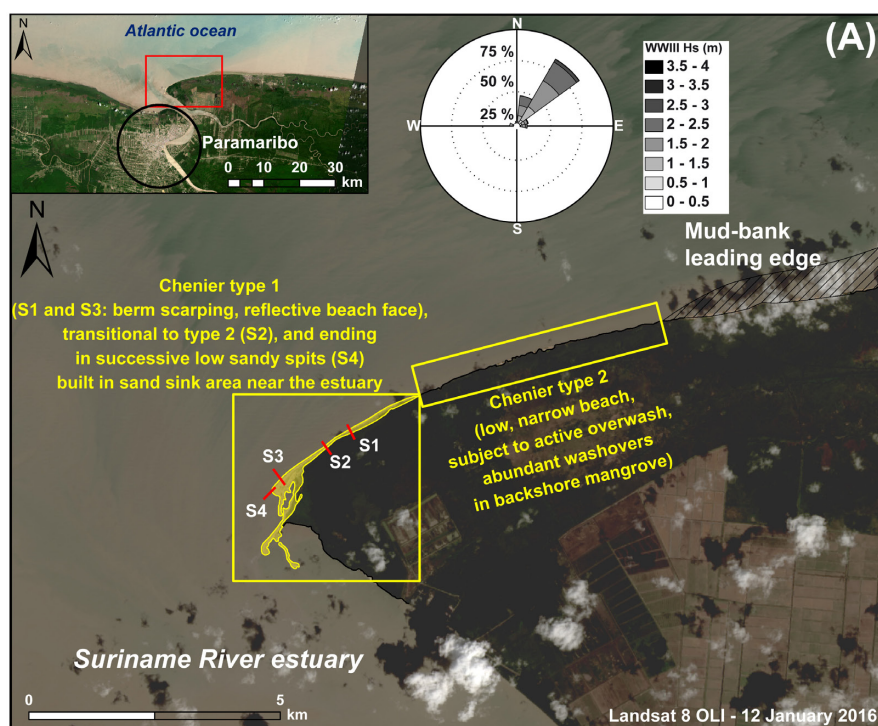 (A)
N
Atlantic ocean
Paramaribo
0 10 20 30
km
N
75 %
50 %
25 %
W
E
S
WWIII Hs (m)
3.5 - 4
3 - 3.5
2.5 - 3
2 - 2.5
1.5 - 2
1 - 1.5
0.5 - 1
0 - 0.5
N
Mud-bank
leading edge
Chenier type 1
(S1 and S3: berm scarping, reflective beach face),
transitional to type 2 (S2), and ending
in successive low sandy spits (S4)
built in sand sink area near the estuary
Chenier type 2
(low, narrow beach,
subject to active overwash,
abundant washovers
in backshore mangrove)
S1
S2
S3
S4
Suriname River estuary
0 5
km
Landsat 8 OLI - 12 January 2016